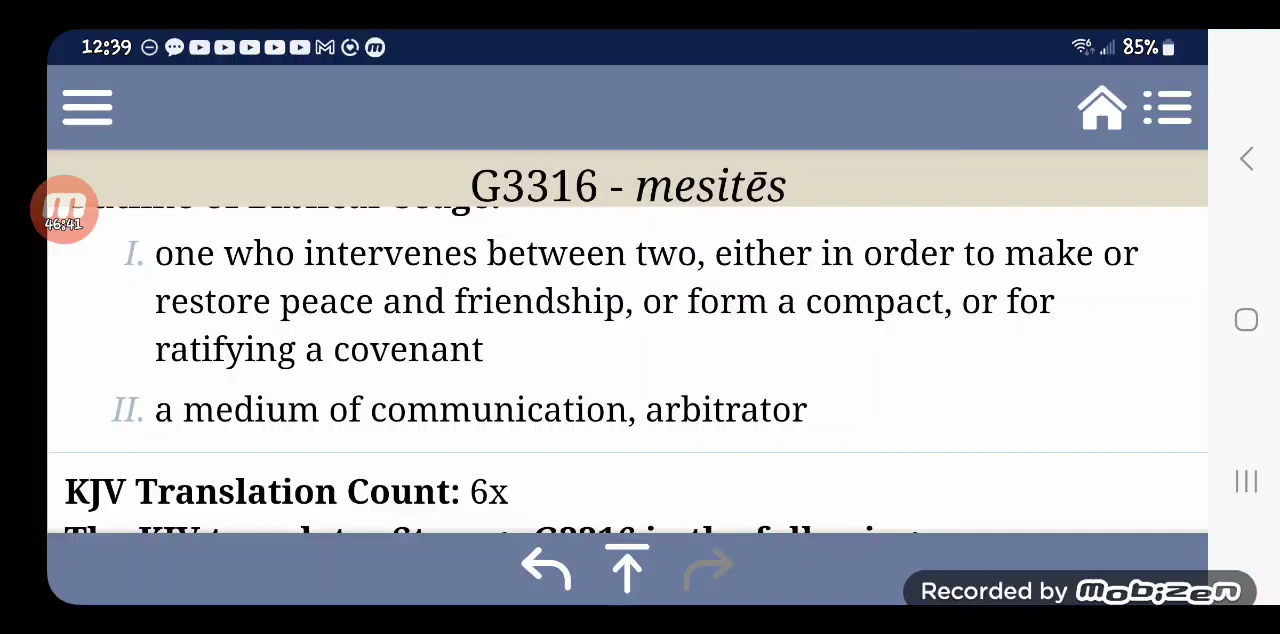 12:39 85%
G3316 - mesitēs
46:41
I. one who intervenes between two, either in order to make or
restore peace and friendship, or form a compact, or for
ratifying a covenant
II. a medium of communication, arbitrator
KJV Translation Count: 6x
Recorded by mobizen